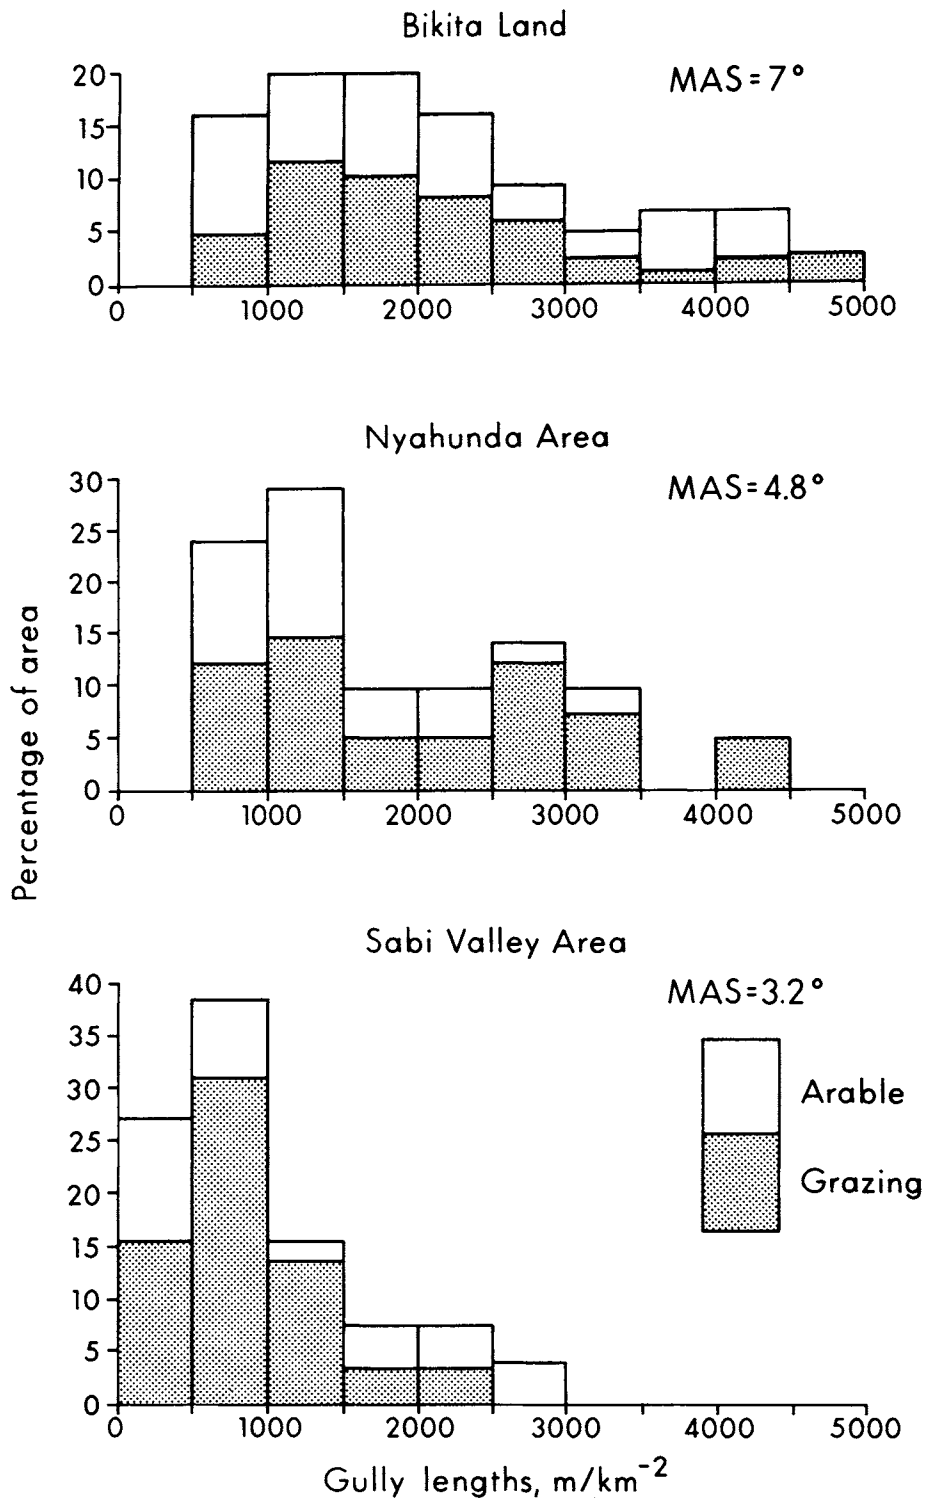 Bikita Land
MAS = 7°
20
15
10
5
0
0 1000 2000 3000 4000 5000
Nyahunda Area
MAS = 4.8°
30
25
20
15
10
5
0
0 1000 2000 3000 4000 5000
Percentage of area
Sabi Valley Area
MAS = 3.2°
40
35
30
25
20
15
10
5
0
Arable
Grazing
0 1000 2000 3000 4000 5000
Gully lengths, m/km⁻²